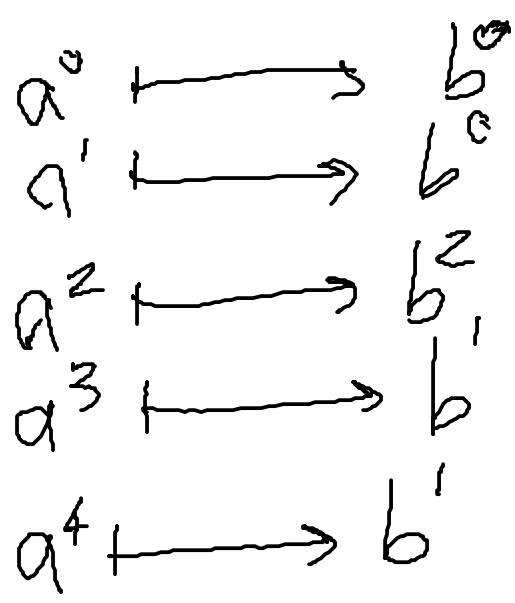 a⁰ ↦ b⁰
a¹ ↦ b⁰
a² ↦ b²
a³ ↦ b¹
a⁴ ↦ b¹